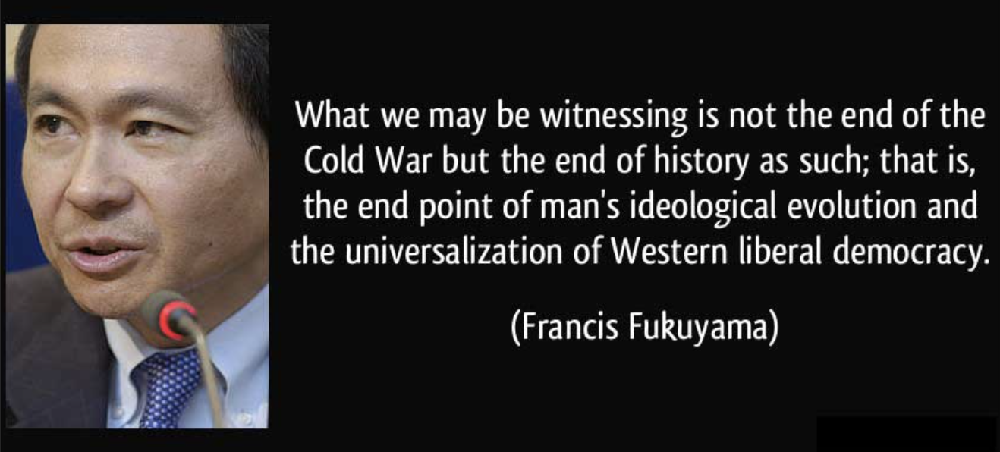 What we may be witnessing is not the end of the
Cold War but the end of history as such; that is,
the end point of man's ideological evolution and
the universalization of Western liberal democracy.
(Francis Fukuyama)